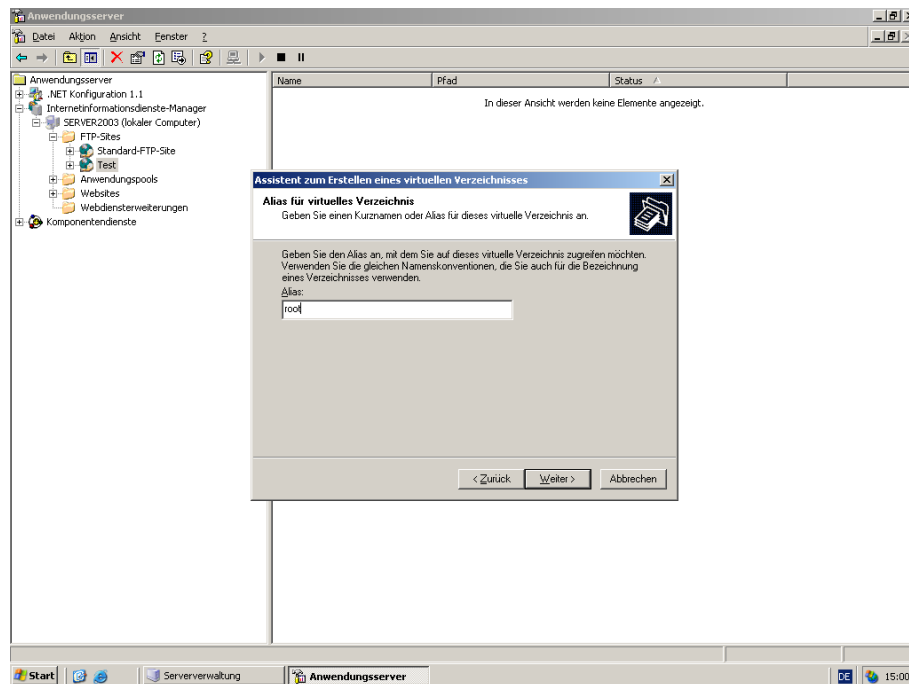 Anwendungsserver
Datei Aktion Ansicht Fenster ?
Anwendungsserver
.NET Konfiguration 1.1
Internetinformationsdienste-Manager
SERVER2003 (lokaler Computer)
FTP-Sites
Standard-FTP-Site
Test
Anwendungspools
Websites
Webdiensterweiterungen
Komponentendienste
Name Pfad Status
In dieser Ansicht werden keine Elemente angezeigt.
Assistent zum Erstellen eines virtuellen Verzeichnisses
Alias für virtuelles Verzeichnis
Geben Sie einen Kurznamen oder Alias für dieses virtuelle Verzeichnis an.
Geben Sie den Alias an, mit dem Sie auf dieses virtuelle Verzeichnis zugreifen möchten.
Verwenden Sie die gleichen Namenskonventionen, die Sie auch für die Bezeichnung
eines Verzeichnisses verwenden.
Alias:
root
< Zurück Weiter > Abbrechen
Start Serververwaltung Anwendungsserver DE 15:00